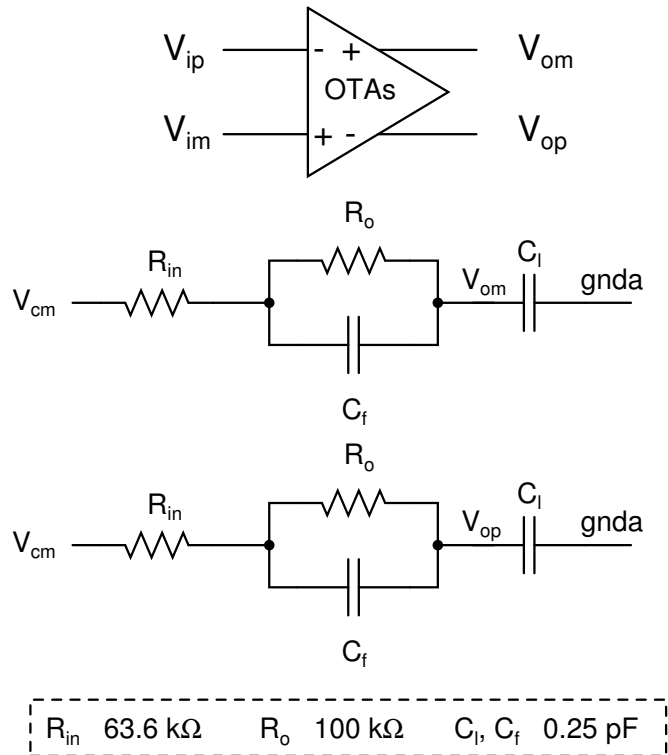 V_ip - + V_om
OTAs
V_im + - V_op
R_o
R_in V_om C_l gnda
V_cm
C_f
R_o
R_in V_op C_l gnda
V_cm
C_f
R_in 63.6 kΩ R_o 100 kΩ C_l, C_f 0.25 pF